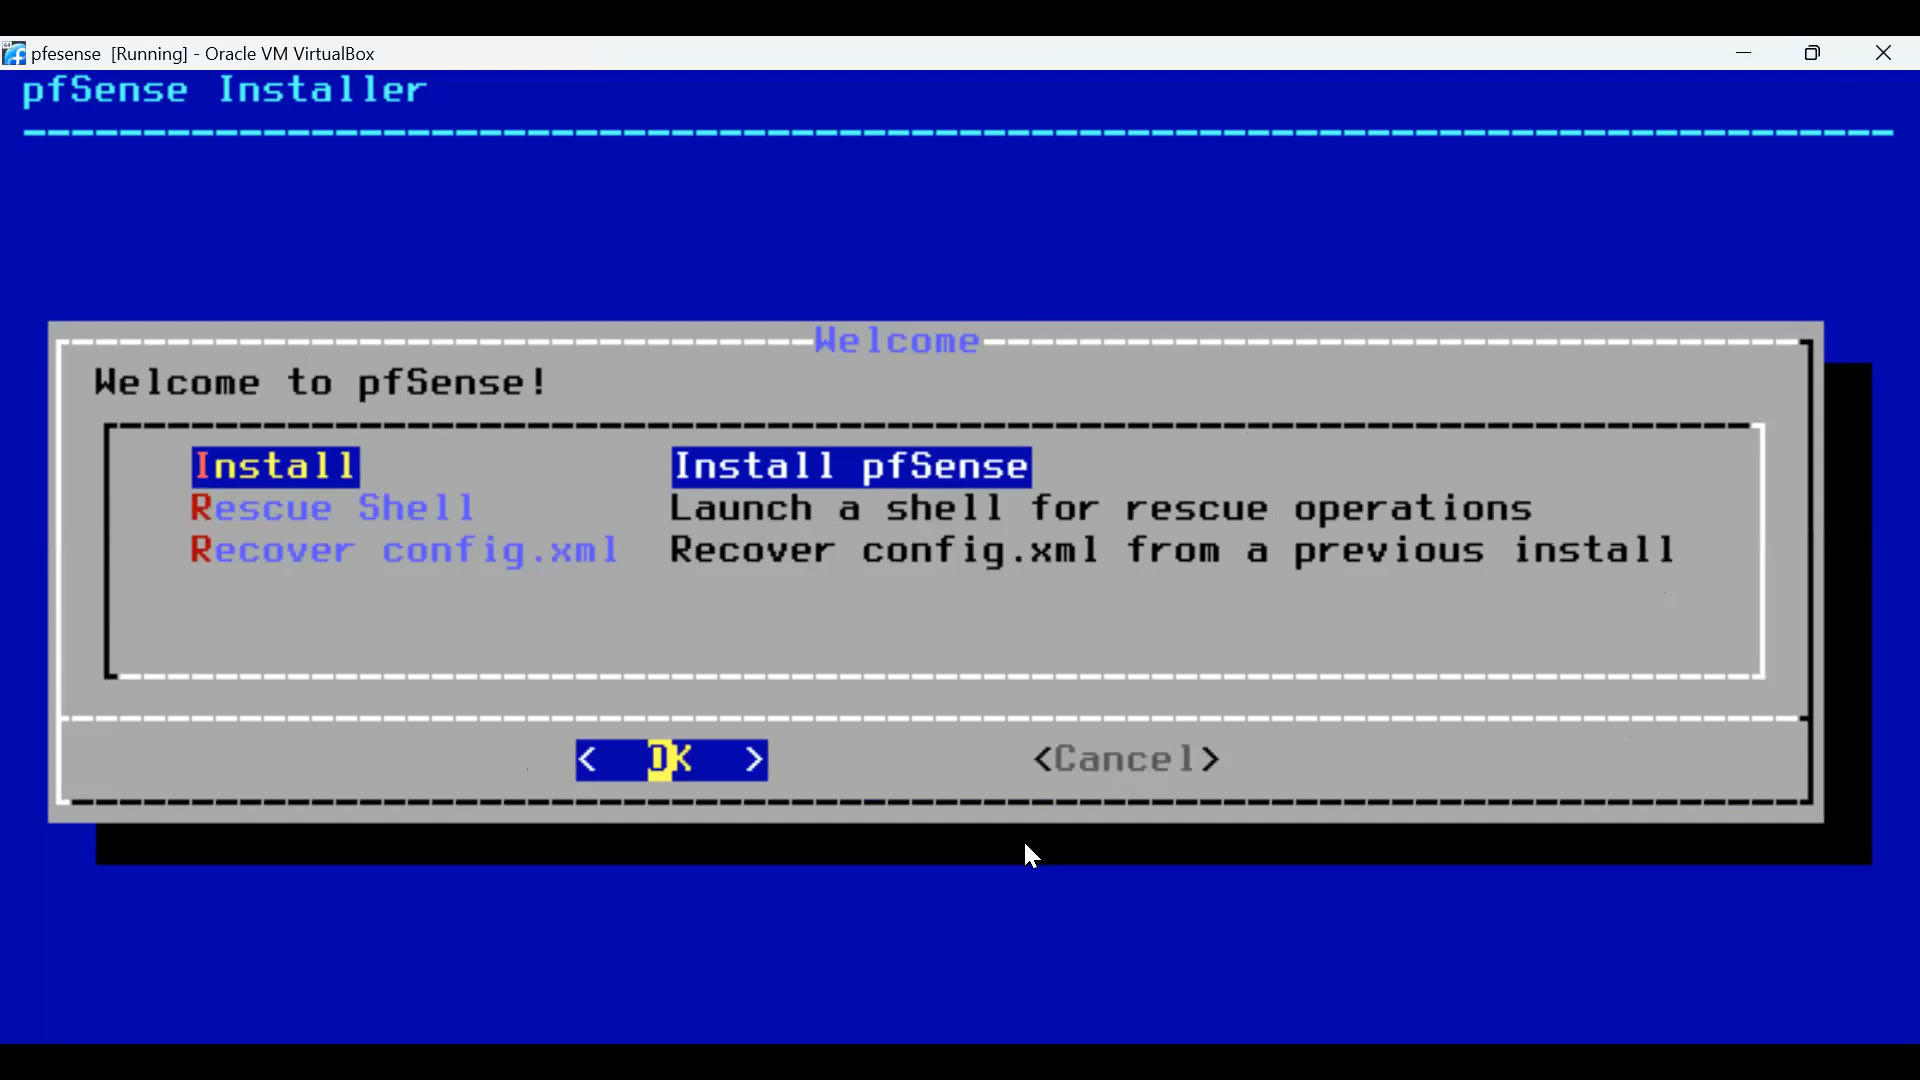 pfesense [Running] - Oracle VM VirtualBox
pfSense Installer
Welcome
Welcome to pfSense!
Install Install pfSense
Rescue Shell Launch a shell for rescue operations
Recover config.xml Recover config.xml from a previous install
< OK > <Cancel>